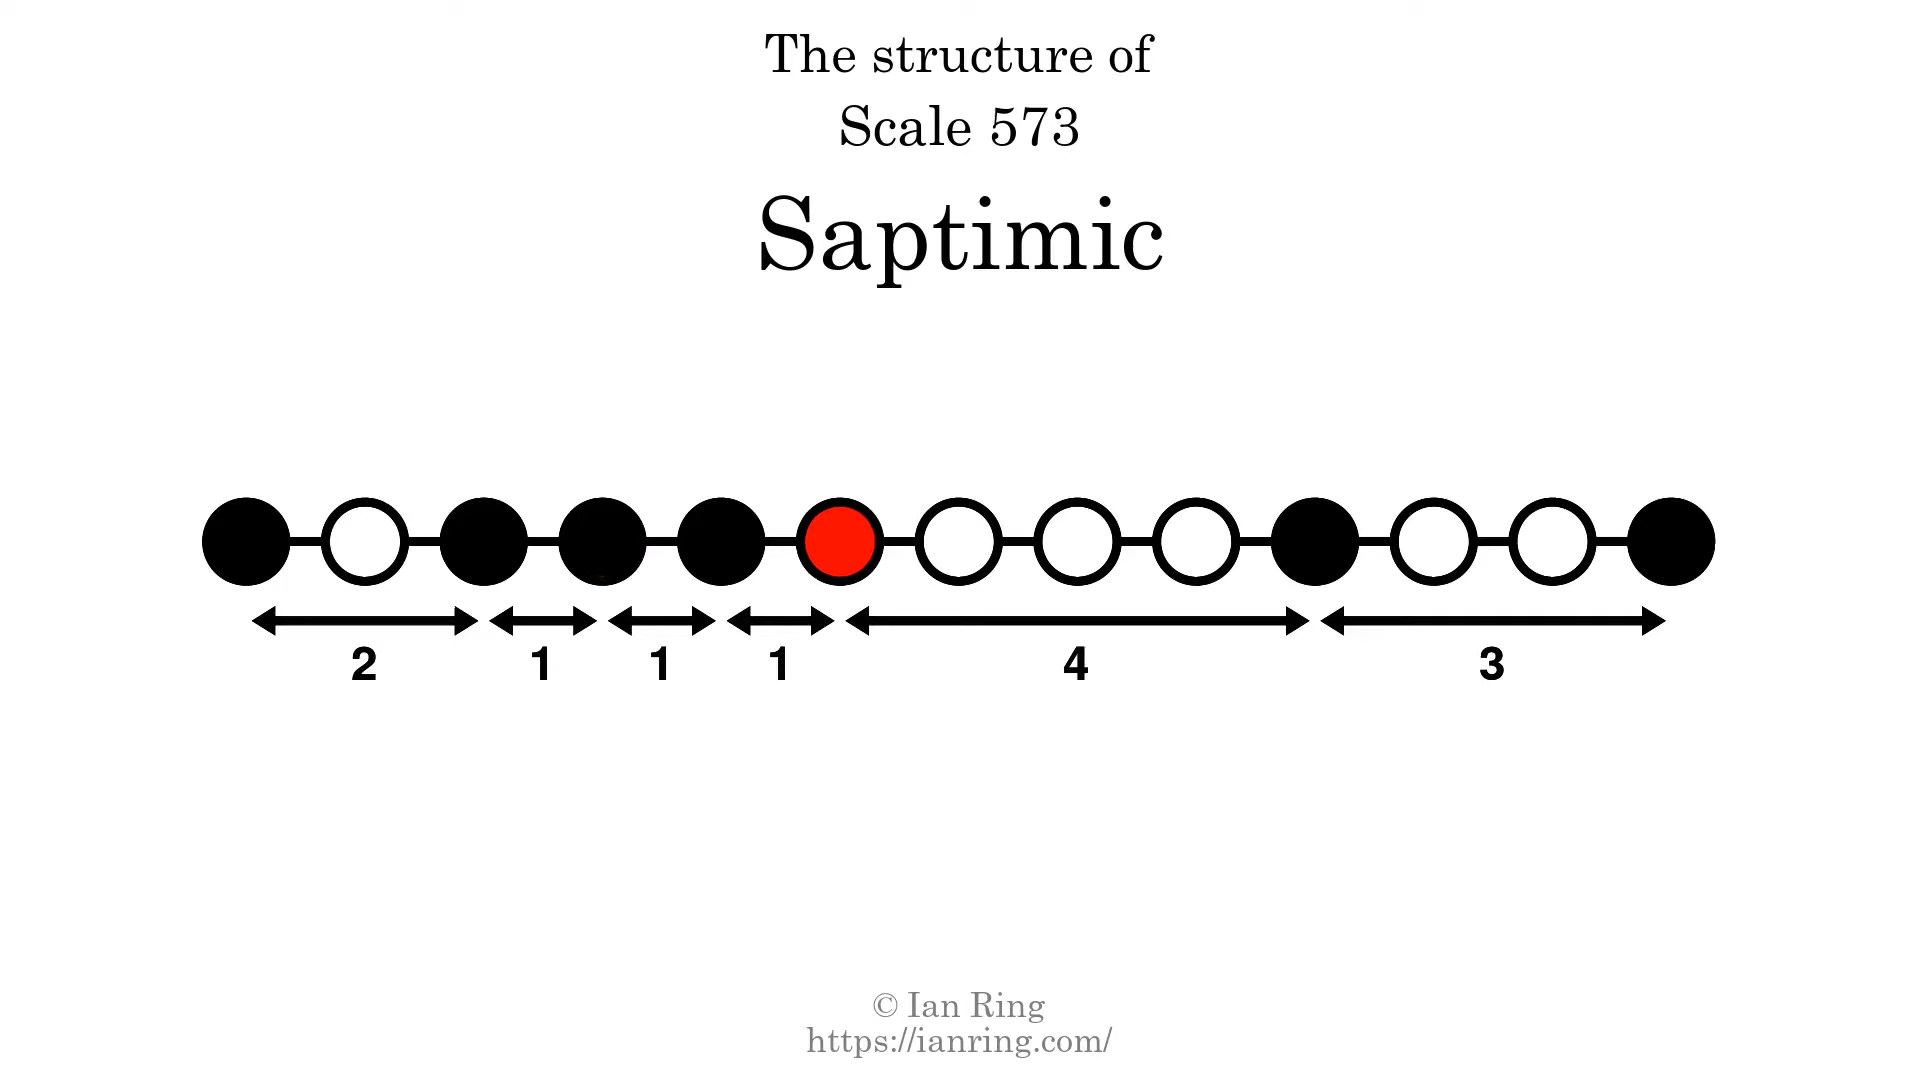 The structure of
Scale 573
Saptimic
2 1 1 1 4 3
© Ian Ring
https://ianring.com/